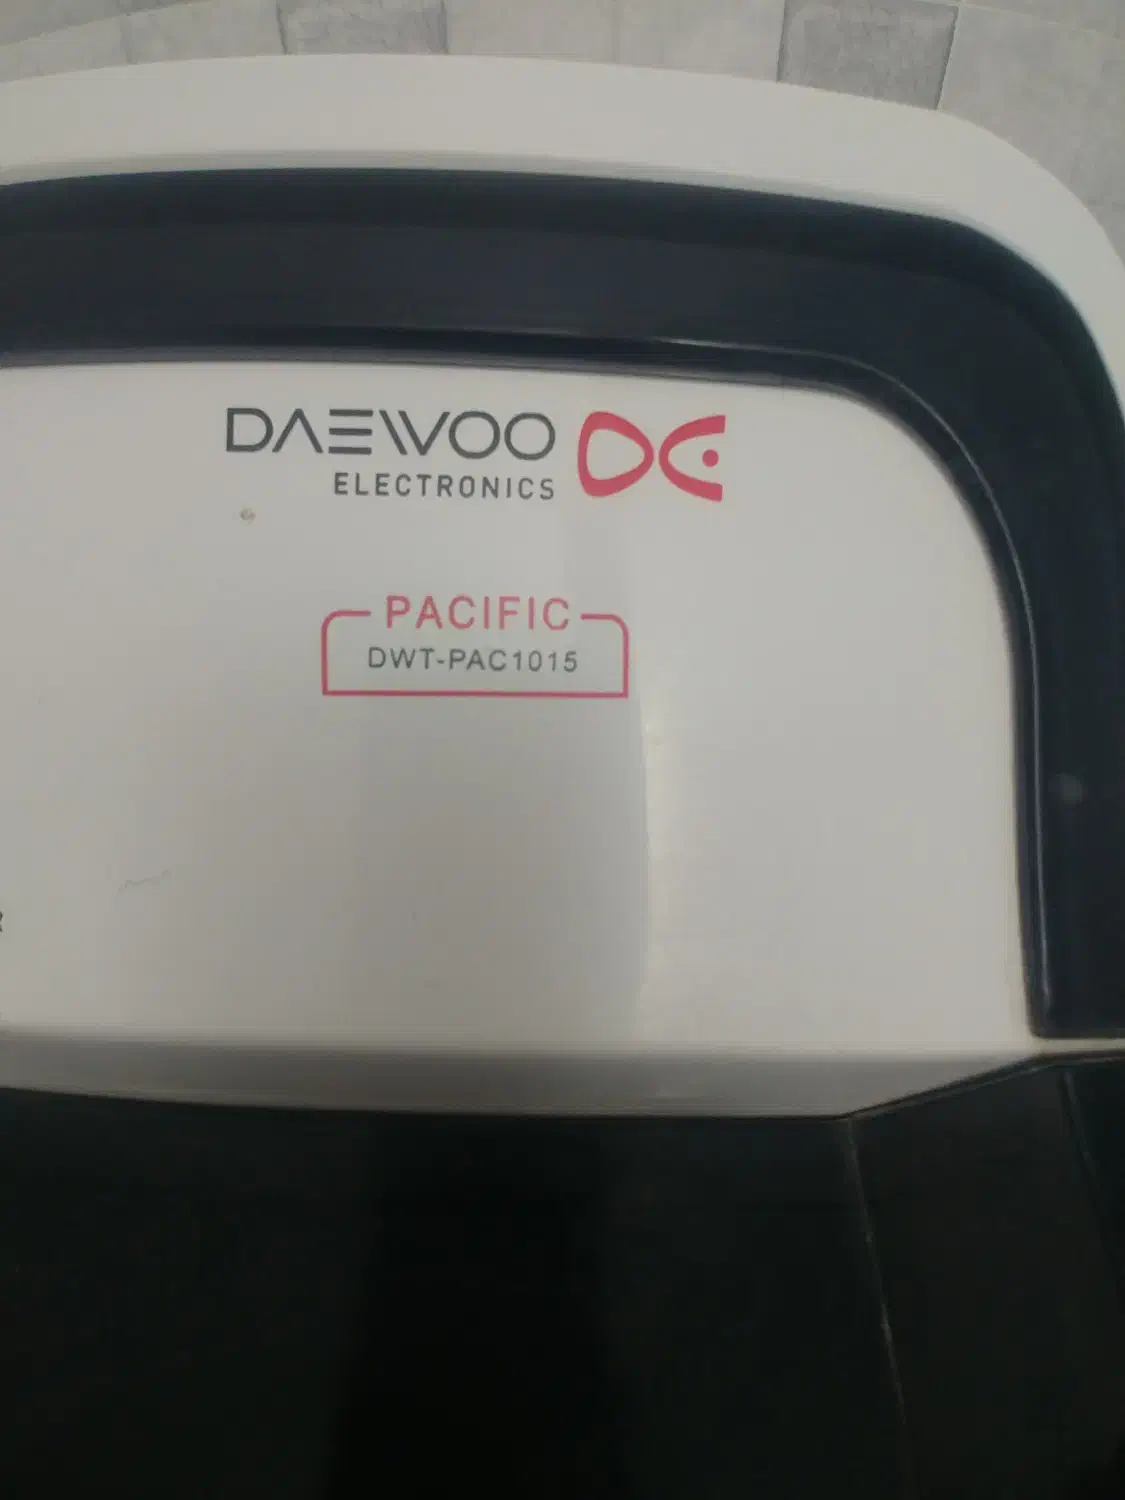 DAEWOO
ELECTRONICS
PACIFIC
DWT-PAC1015